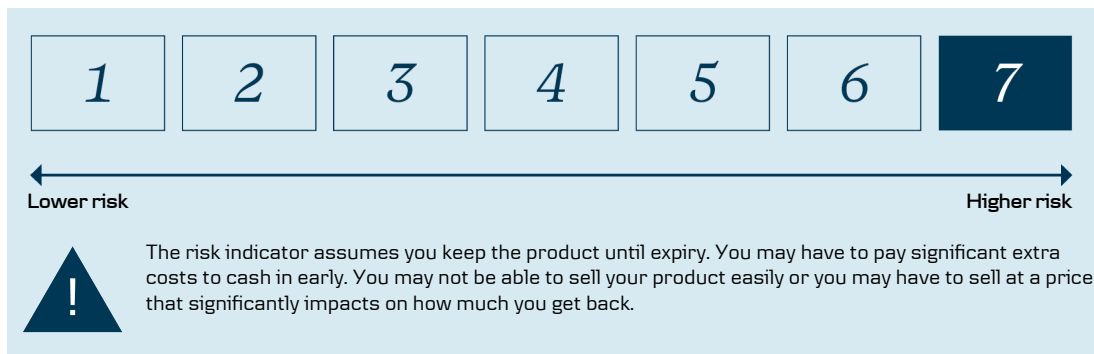 1 2 3 4 5 6 7
Lower risk Higher risk
The risk indicator assumes you keep the product until expiry. You may have to pay significant extra
costs to cash in early. You may not be able to sell your product easily or you may have to sell at a price
that significantly impacts on how much you get back.
!